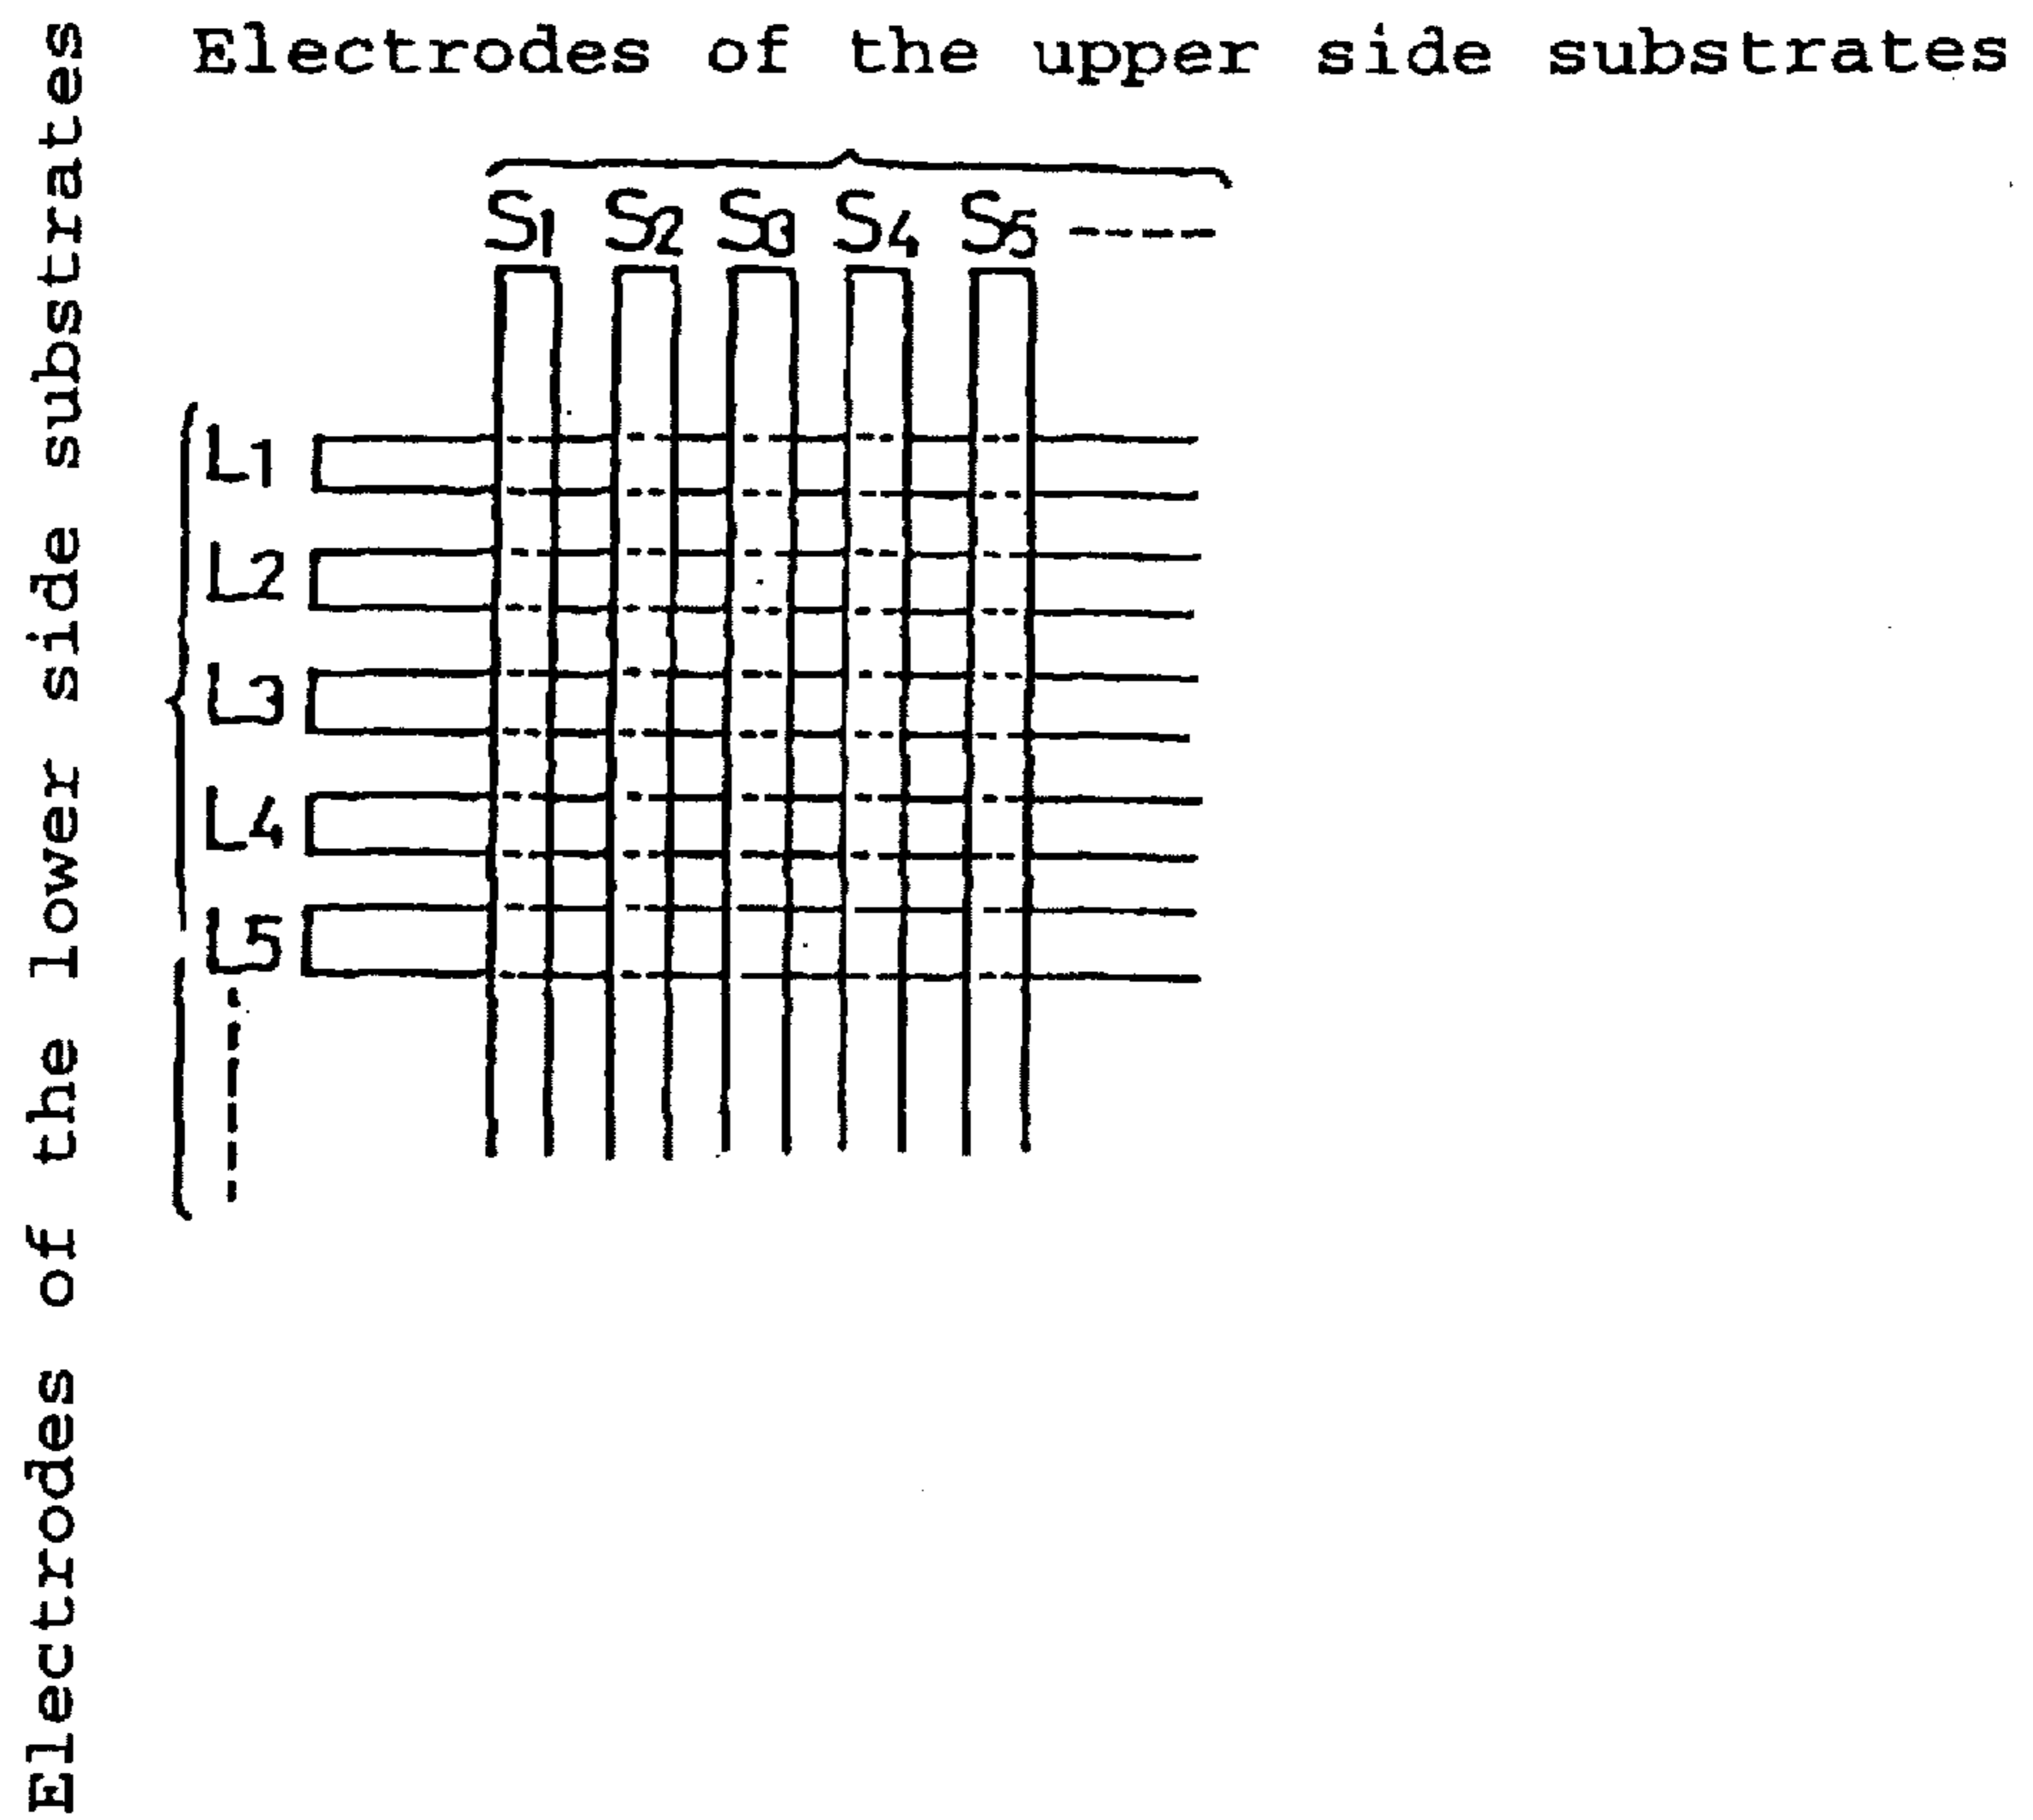 Electrodes of the upper side substrates
S1 S2 S3 S4 S5
Electrodes of the lower side substrates
L1
L2
L3
L4
L5